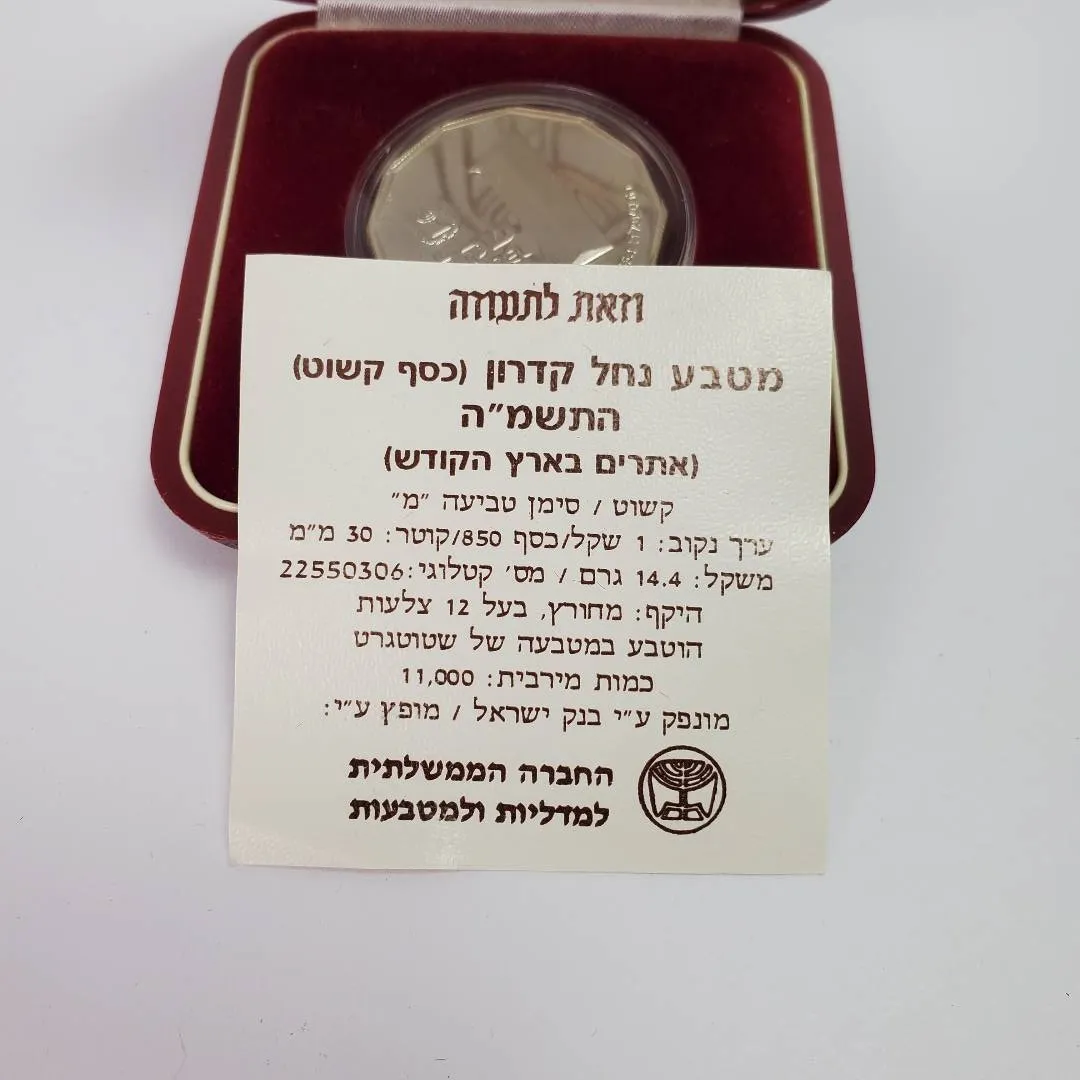 וזאת לתעודה
מטבע נחל קדרון (כסף קשוט)
התשמ״ה
(אתרים בארץ הקודש)
קשוט / סימן טביעה ״מ״
ערך נקוב: 1 שקל/כסף 850/קוטר: 30 מ״מ
משקל: 14.4 גרם / מס׳ קטלוגי: 22550306
היקף: מחורץ, בעל 12 צלעות
הוטבע במטבעה של שטוטגרט
כמות מירבית: 11,000
מונפק ע״י בנק ישראל / מופץ ע״י:
החברה הממשלתית
למדליות ולמטבעות